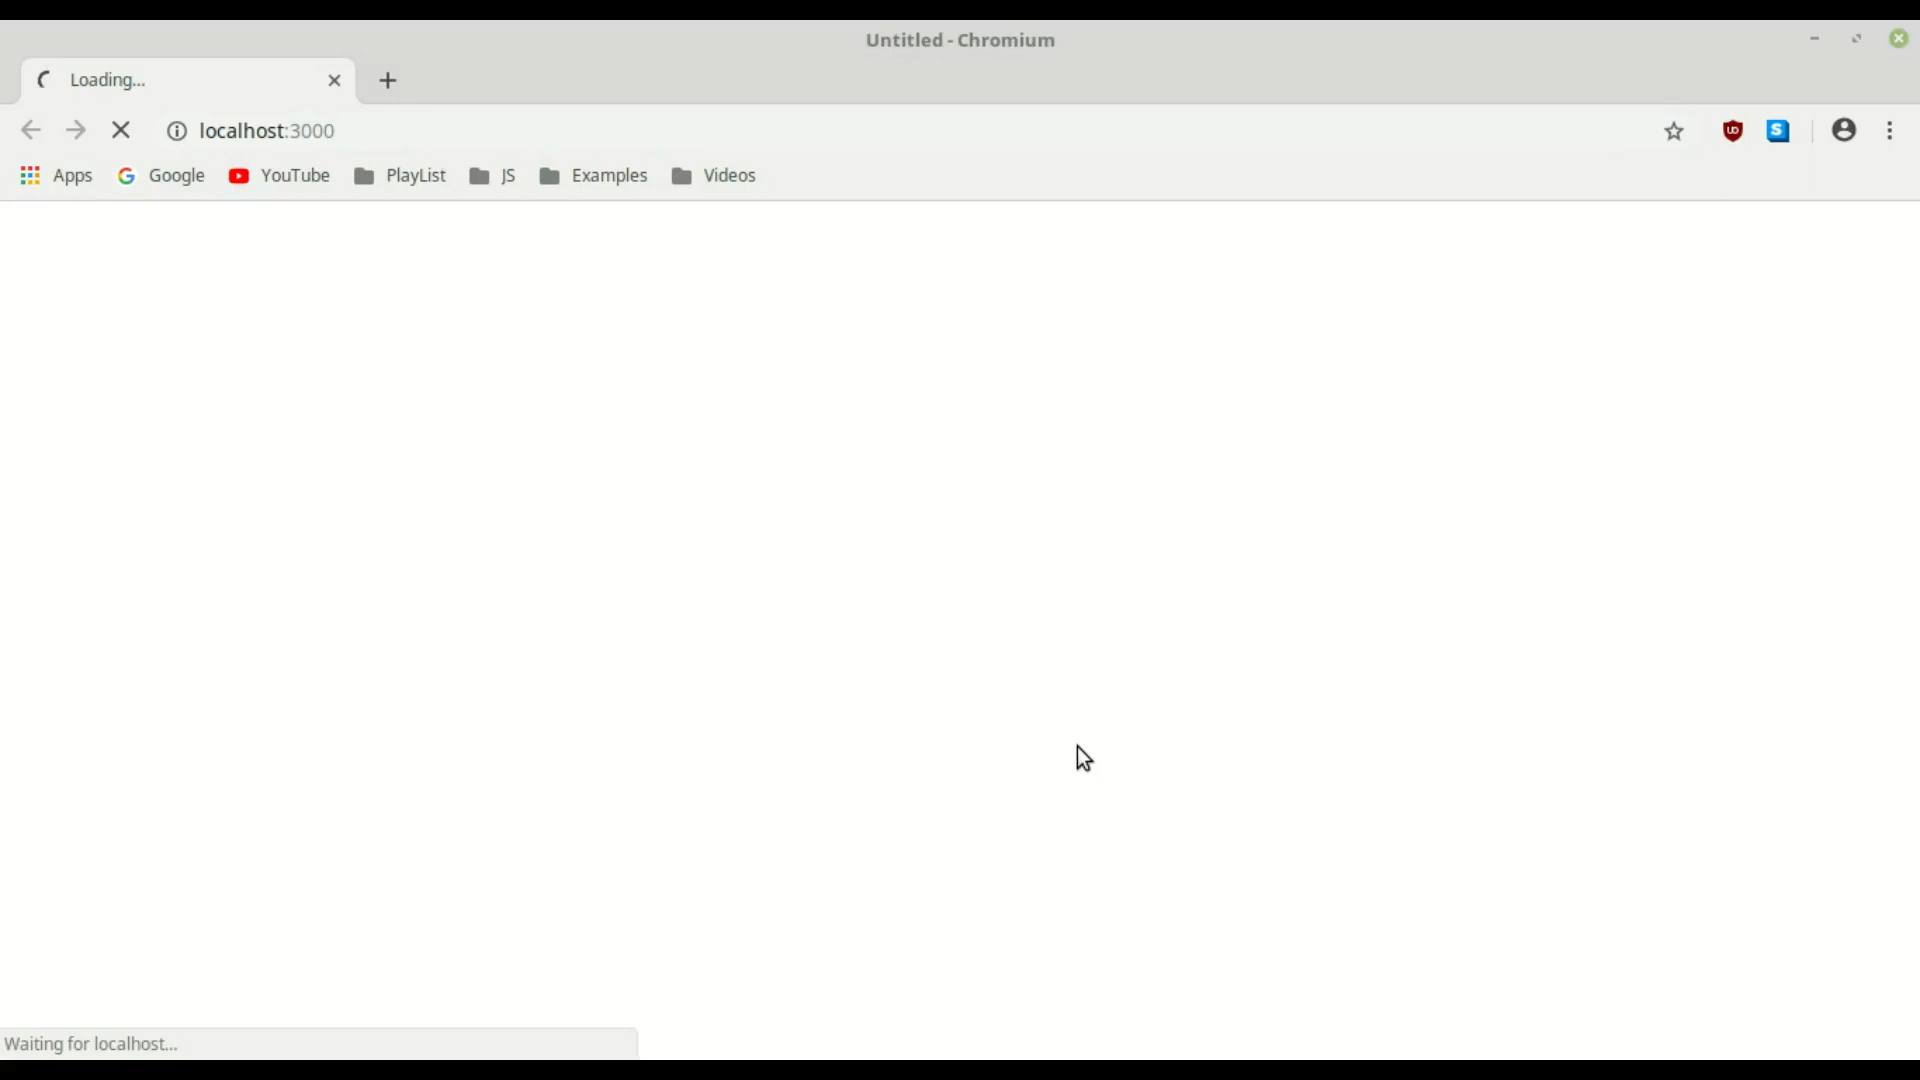 Untitled - Chromium
Loading...
localhost:3000
Apps Google YouTube PlayList JS Examples Videos
Waiting for localhost...